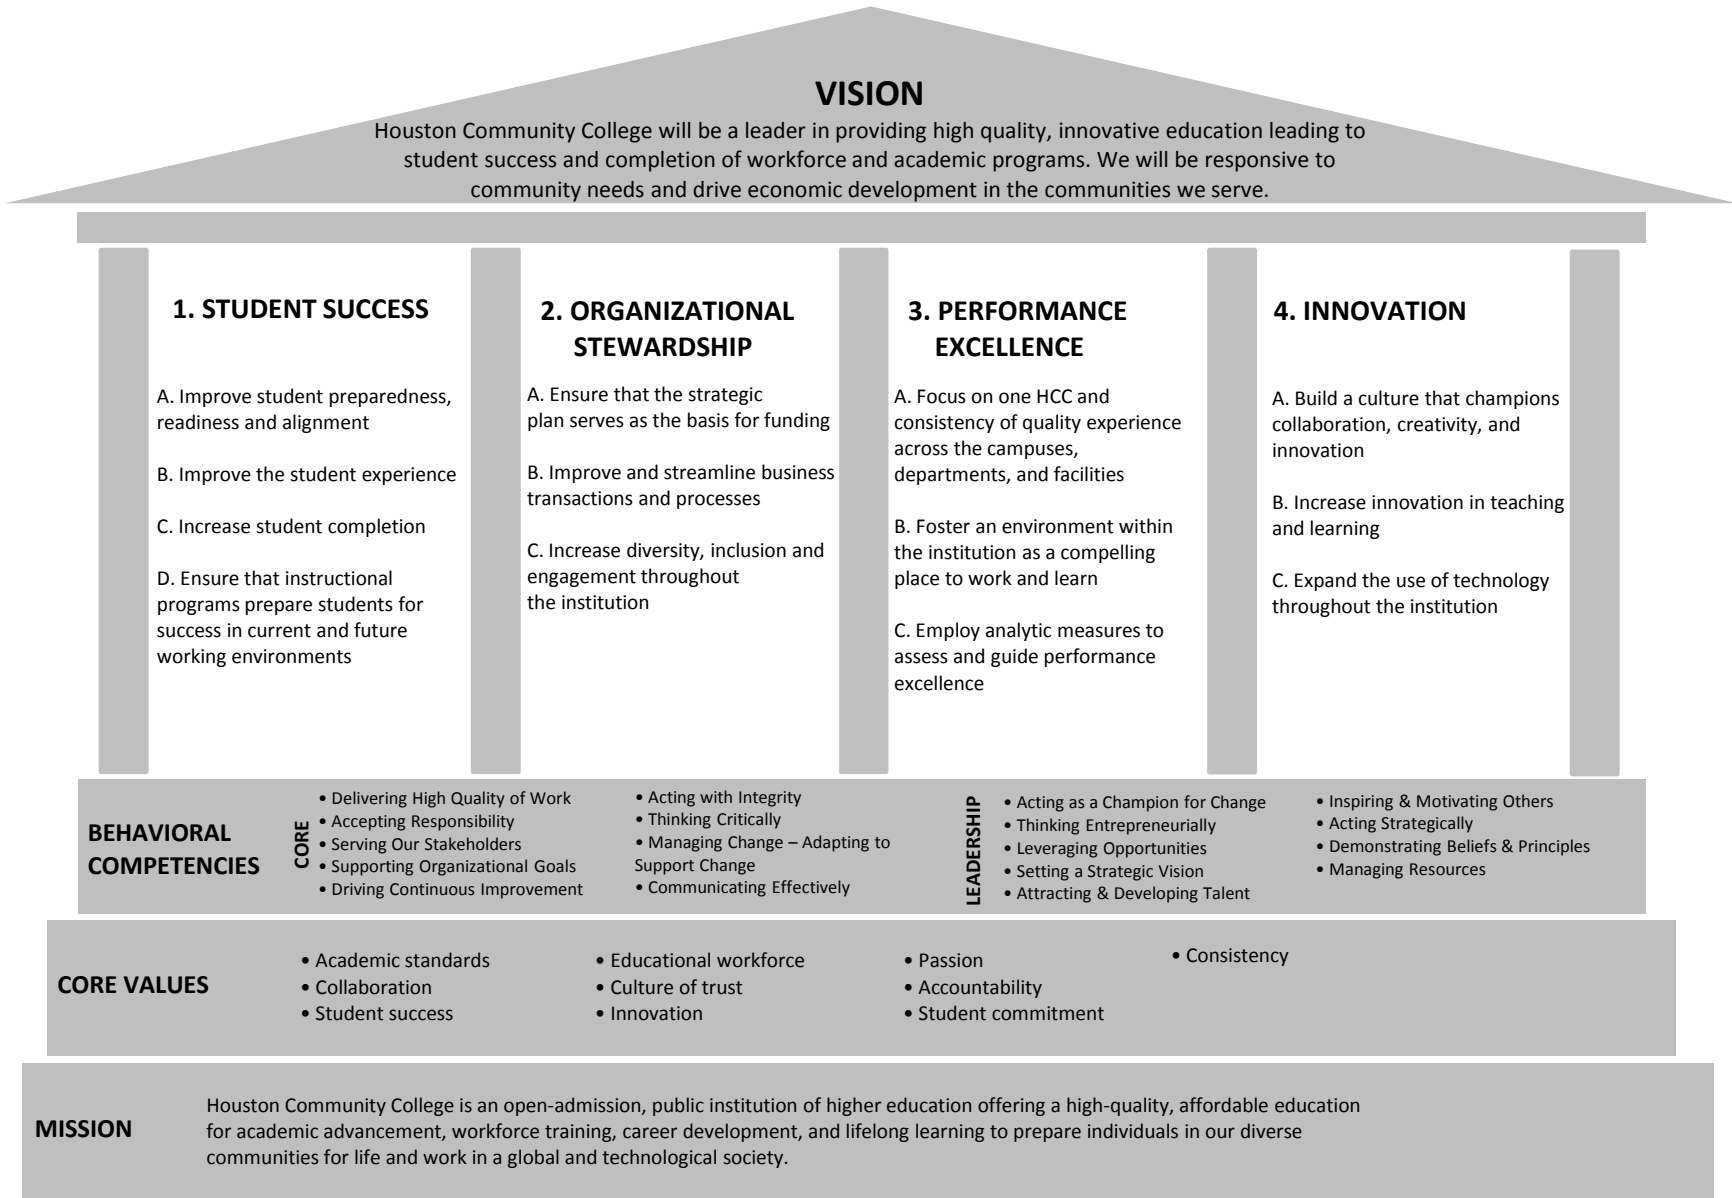 VISION
Houston Community College will be a leader in providing high quality, innovative education leading to
student success and completion of workforce and academic programs. We will be responsive to
community needs and drive economic development in the communities we serve.
1. STUDENT SUCCESS
A. Improve student preparedness,
readiness and alignment
B. Improve the student experience
C. Increase student completion
D. Ensure that instructional
programs prepare students for
success in current and future
working environments
2. ORGANIZATIONAL
STEWARDSHIP
A. Ensure that the strategic
plan serves as the basis for funding
B. Improve and streamline business
transactions and processes
C. Increase diversity, inclusion and
engagement throughout
the institution
3. PERFORMANCE
EXCELLENCE
A. Focus on one HCC and
consistency of quality experience
across the campuses,
departments, and facilities
B. Foster an environment within
the institution as a compelling
place to work and learn
C. Employ analytic measures to
assess and guide performance
excellence
4. INNOVATION
A. Build a culture that champions
collaboration, creativity, and
innovation
B. Increase innovation in teaching
and learning
C. Expand the use of technology
throughout the institution
BEHAVIORAL
COMPETENCIES
CORE
• Delivering High Quality of Work
• Accepting Responsibility
• Serving Our Stakeholders
• Supporting Organizational Goals
• Driving Continuous Improvement
• Acting with Integrity
• Thinking Critically
• Managing Change – Adapting to
Support Change
• Communicating Effectively
LEADERSHIP
• Acting as a Champion for Change
• Thinking Entrepreneurially
• Leveraging Opportunities
• Setting a Strategic Vision
• Attracting & Developing Talent
• Inspiring & Motivating Others
• Acting Strategically
• Demonstrating Beliefs & Principles
• Managing Resources
CORE VALUES
• Academic standards
• Collaboration
• Student success
• Educational workforce
• Culture of trust
• Innovation
• Passion
• Accountability
• Student commitment
• Consistency
MISSION
Houston Community College is an open-admission, public institution of higher education offering a high-quality, affordable education
for academic advancement, workforce training, career development, and lifelong learning to prepare individuals in our diverse
communities for life and work in a global and technological society.